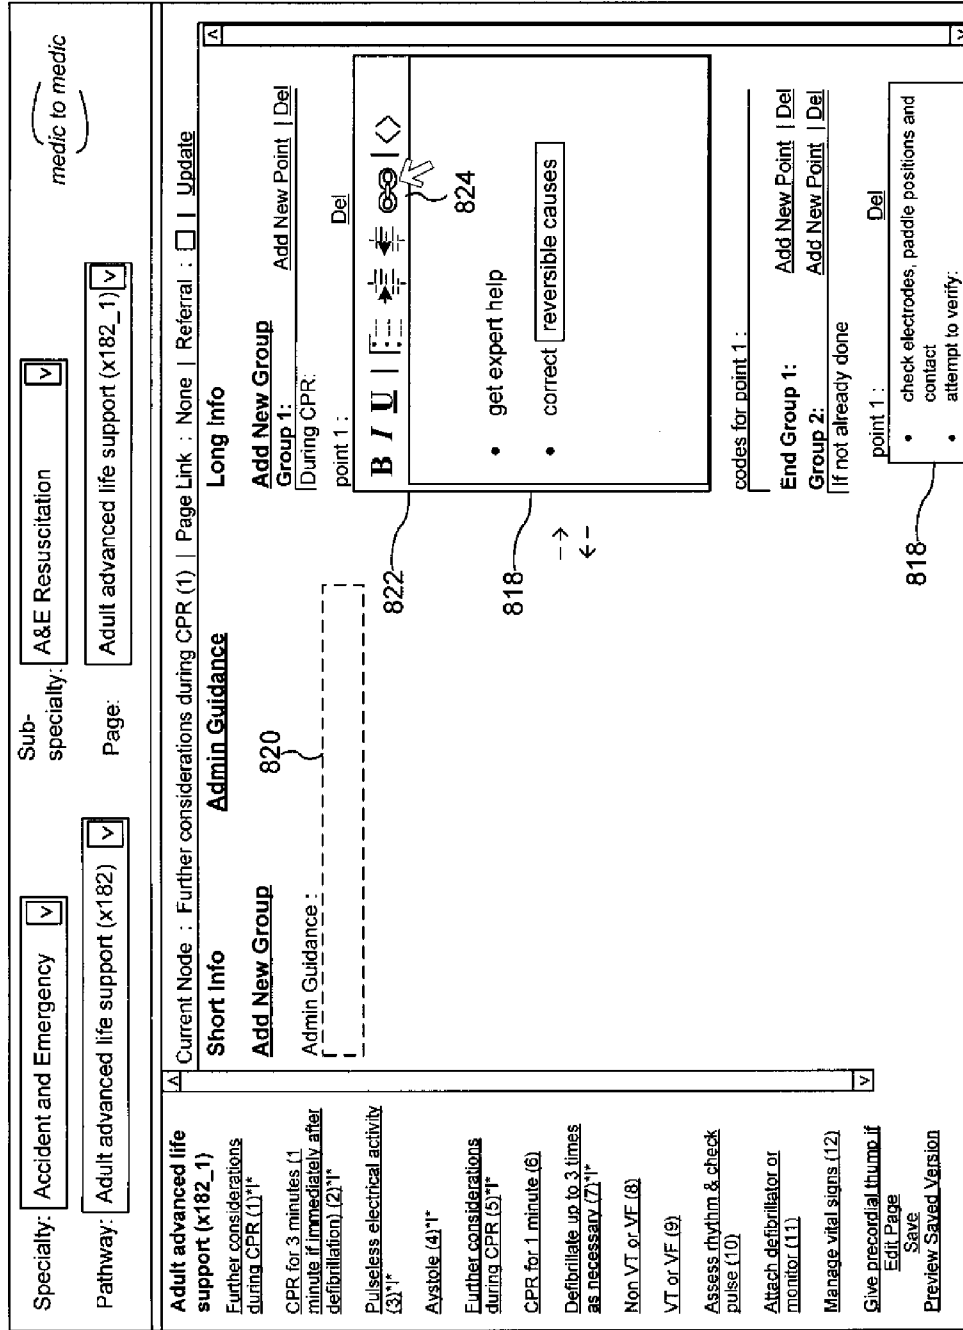 Specialty: Accident and Emergency v
Sub-
specialty: A&E Resuscitation v
medic to medic
Pathway: Adult advanced life support (x182) v
Page: Adult advanced life support (x182_1) v
Adult advanced life
support (x182_1)
Further considerations
during CPR (1)*I*
CPR for 3 minutes (1
minute if immediately after
defibrillation) (2)*I*
Pulseless electrical activity
(3)*I*
Aystole (4)*I*
Further considerations
during CPR (5)*I*
CPR for 1 minute (6)
Defibrillate up to 3 times
as necessary (7)*I*
Non VT or VF (8)
VT or VF (9)
Assess rhythm & check
pulse (10)
Attach defibrillator or
monitor (11)
Manage vital signs (12)
Give precordial thump if
Edit Page
Save
Preview Saved Version
Current Node : Further considerations during CPR (1) | Page Link : None | Referral : | Update
Short Info
Admin Guidance
Long Info
Add New Group
Admin Guidance :
820
Add New Group
Group 1: Add New Point | Del
During CPR:
point 1 : Del
B I U | | <>
824
822
• get expert help
• correct reversible causes
818
codes for point 1 :
End Group 1: Add New Point | Del
Group 2: Add New Point | Del
If not already done
point 1 : Del
• check electrodes, paddle positions and
contact
• attempt to verify:
818